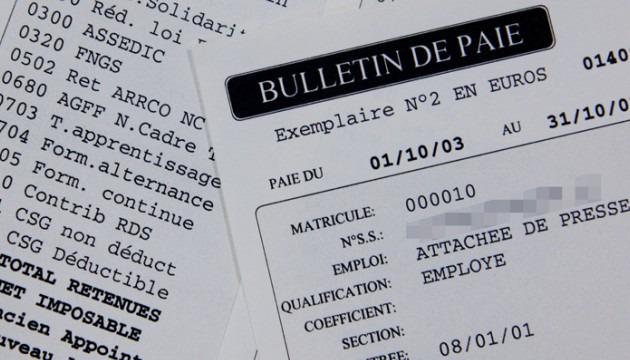 Solidarit
0300 Réd. loi
0320 ASSEDIC
0502 FNGS
0680 Ret ARRCO NC
0703 AGFF N.Cadre T
704 T.apprentissage
05 Form.alternance
0 Form. continue
Contrib RDS
CSG non déduct
CSG Déductible
TOTAL RETENUES
NET IMPOSABLE
ncien Appoint
uveau
BULLETIN DE PAIE
Exemplaire N°2 EN EUROS
0140
PAIE DU 01/10/03 AU 31/10/0
MATRICULE: 000010
N°S.S.:
EMPLOI: ATTACHEE DE PRESSE
QUALIFICATION: EMPLOYE
COEFFICIENT:
SECTION:
TREE: 08/01/01